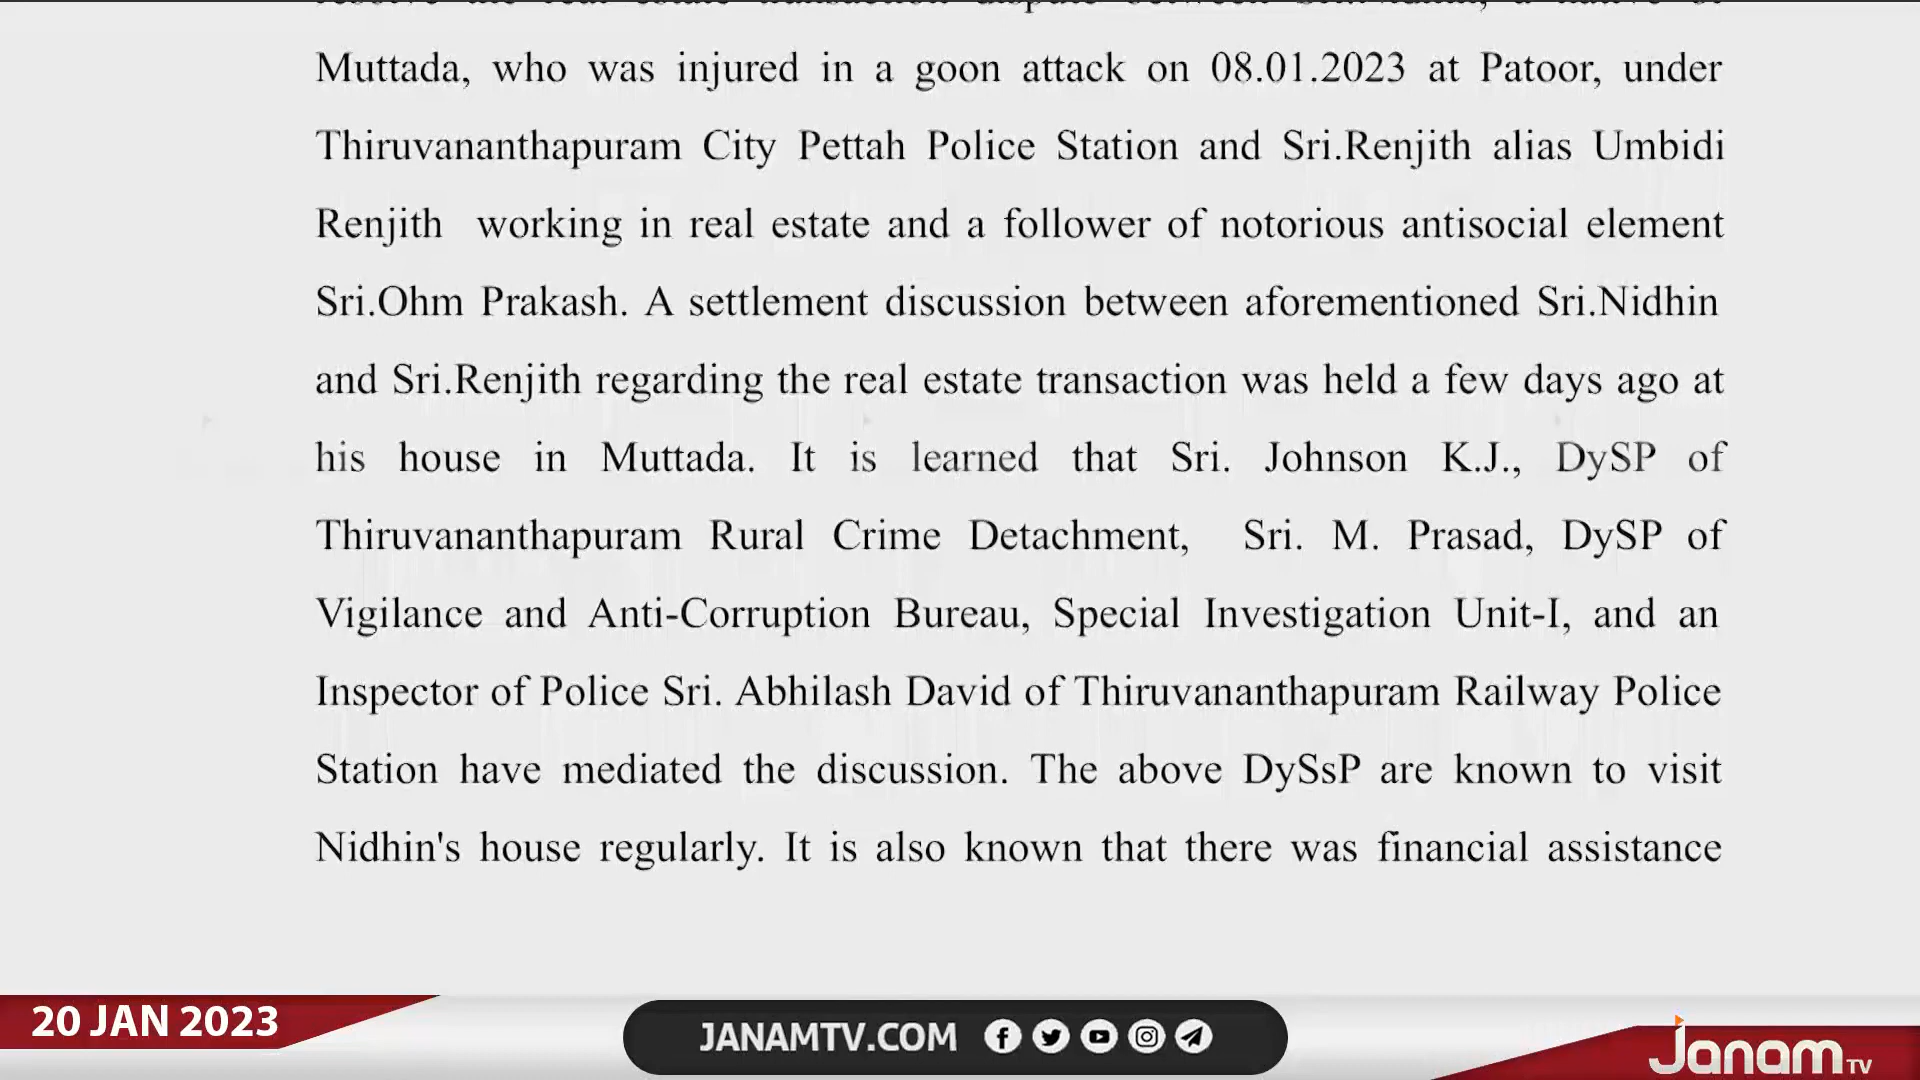 Muttada, who was injured in a goon attack on 08.01.2023 at Patoor, under
Thiruvananthapuram City Pettah Police Station and Sri.Renjith alias Umbidi
Renjith working in real estate and a follower of notorious antisocial element
Sri.Ohm Prakash. A settlement discussion between aforementioned Sri.Nidhin
and Sri.Renjith regarding the real estate transaction was held a few days ago at
his house in Muttada. It is learned that Sri. Johnson K.J., DySP of
Thiruvananthapuram Rural Crime Detachment, Sri. M. Prasad, DySP of
Vigilance and Anti-Corruption Bureau, Special Investigation Unit-I, and an
Inspector of Police Sri. Abhilash David of Thiruvananthapuram Railway Police
Station have mediated the discussion. The above DySsP are known to visit
Nidhin's house regularly. It is also known that there was financial assistance
20 JAN 2023
JANAMTV.COM
Janam TV